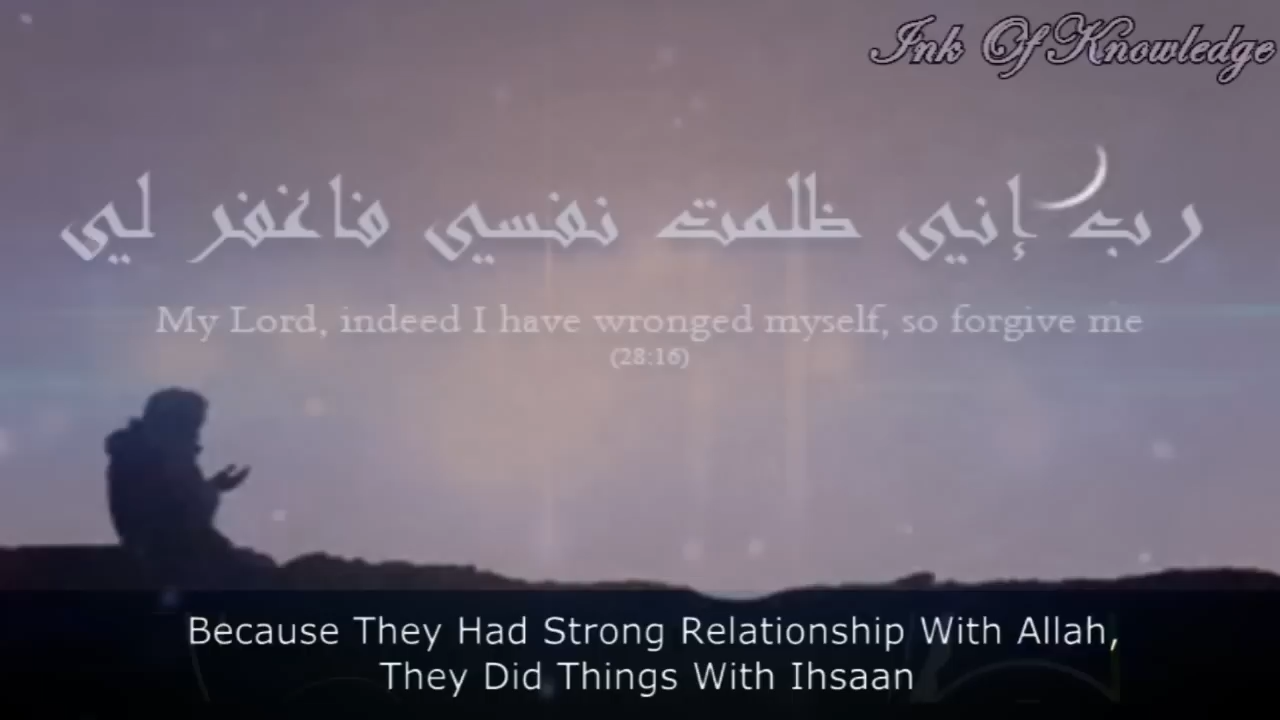 Ink Of Knowledge
رب إني ظلمت نفسي فاغفر لي
My Lord, indeed I have wronged myself, so forgive me
(28:16)
Because They Had Strong Relationship With Allah,
They Did Things With Ihsaan